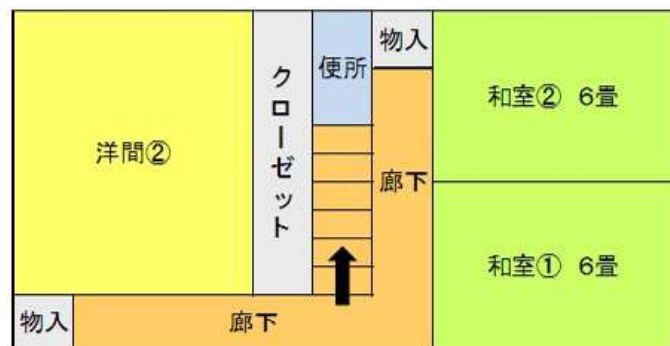 洋間②
クローゼット
便所
物入
廊下
和室② 6畳
和室① 6畳
物入
廊下